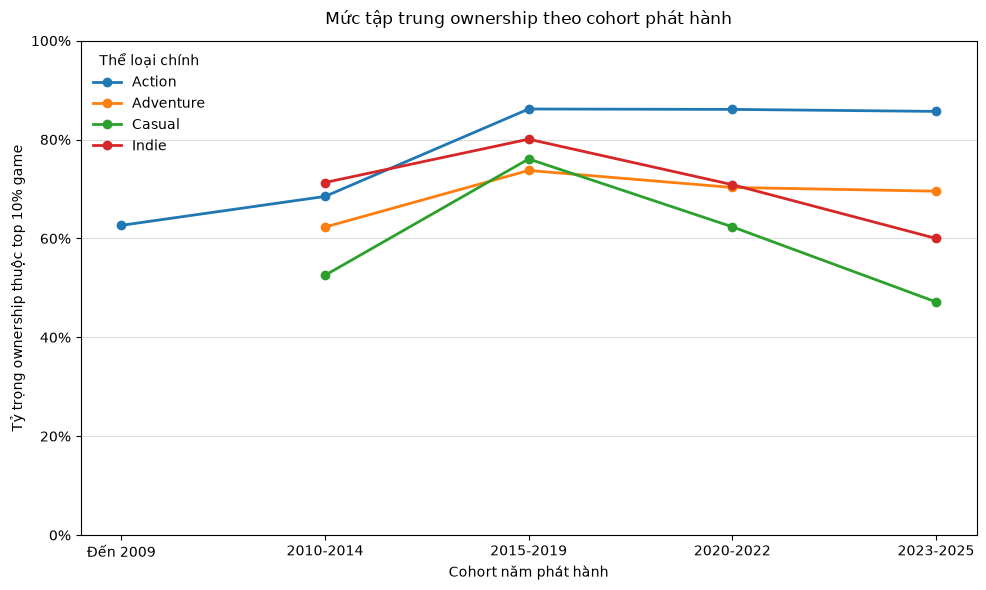 Mức tập trung ownership theo cohort phát hành
Tỷ trọng ownership thuộc top 10% game
100%
80%
60%
40%
20%
0%
Thể loại chính
Action
Adventure
Casual
Indie
Đến 2009
2010-2014
2015-2019
2020-2022
2023-2025
Cohort năm phát hành